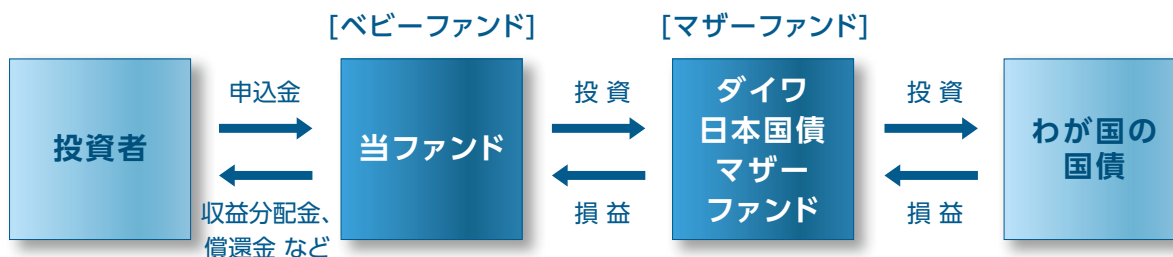 [ベビーファンド]
[マザーファンド]
投資者
申込金
収益分配金、
償還金 など
当ファンド
投 資
損 益
ダイワ
日本国債
マザー
ファンド
投 資
損 益
わが国の
国債